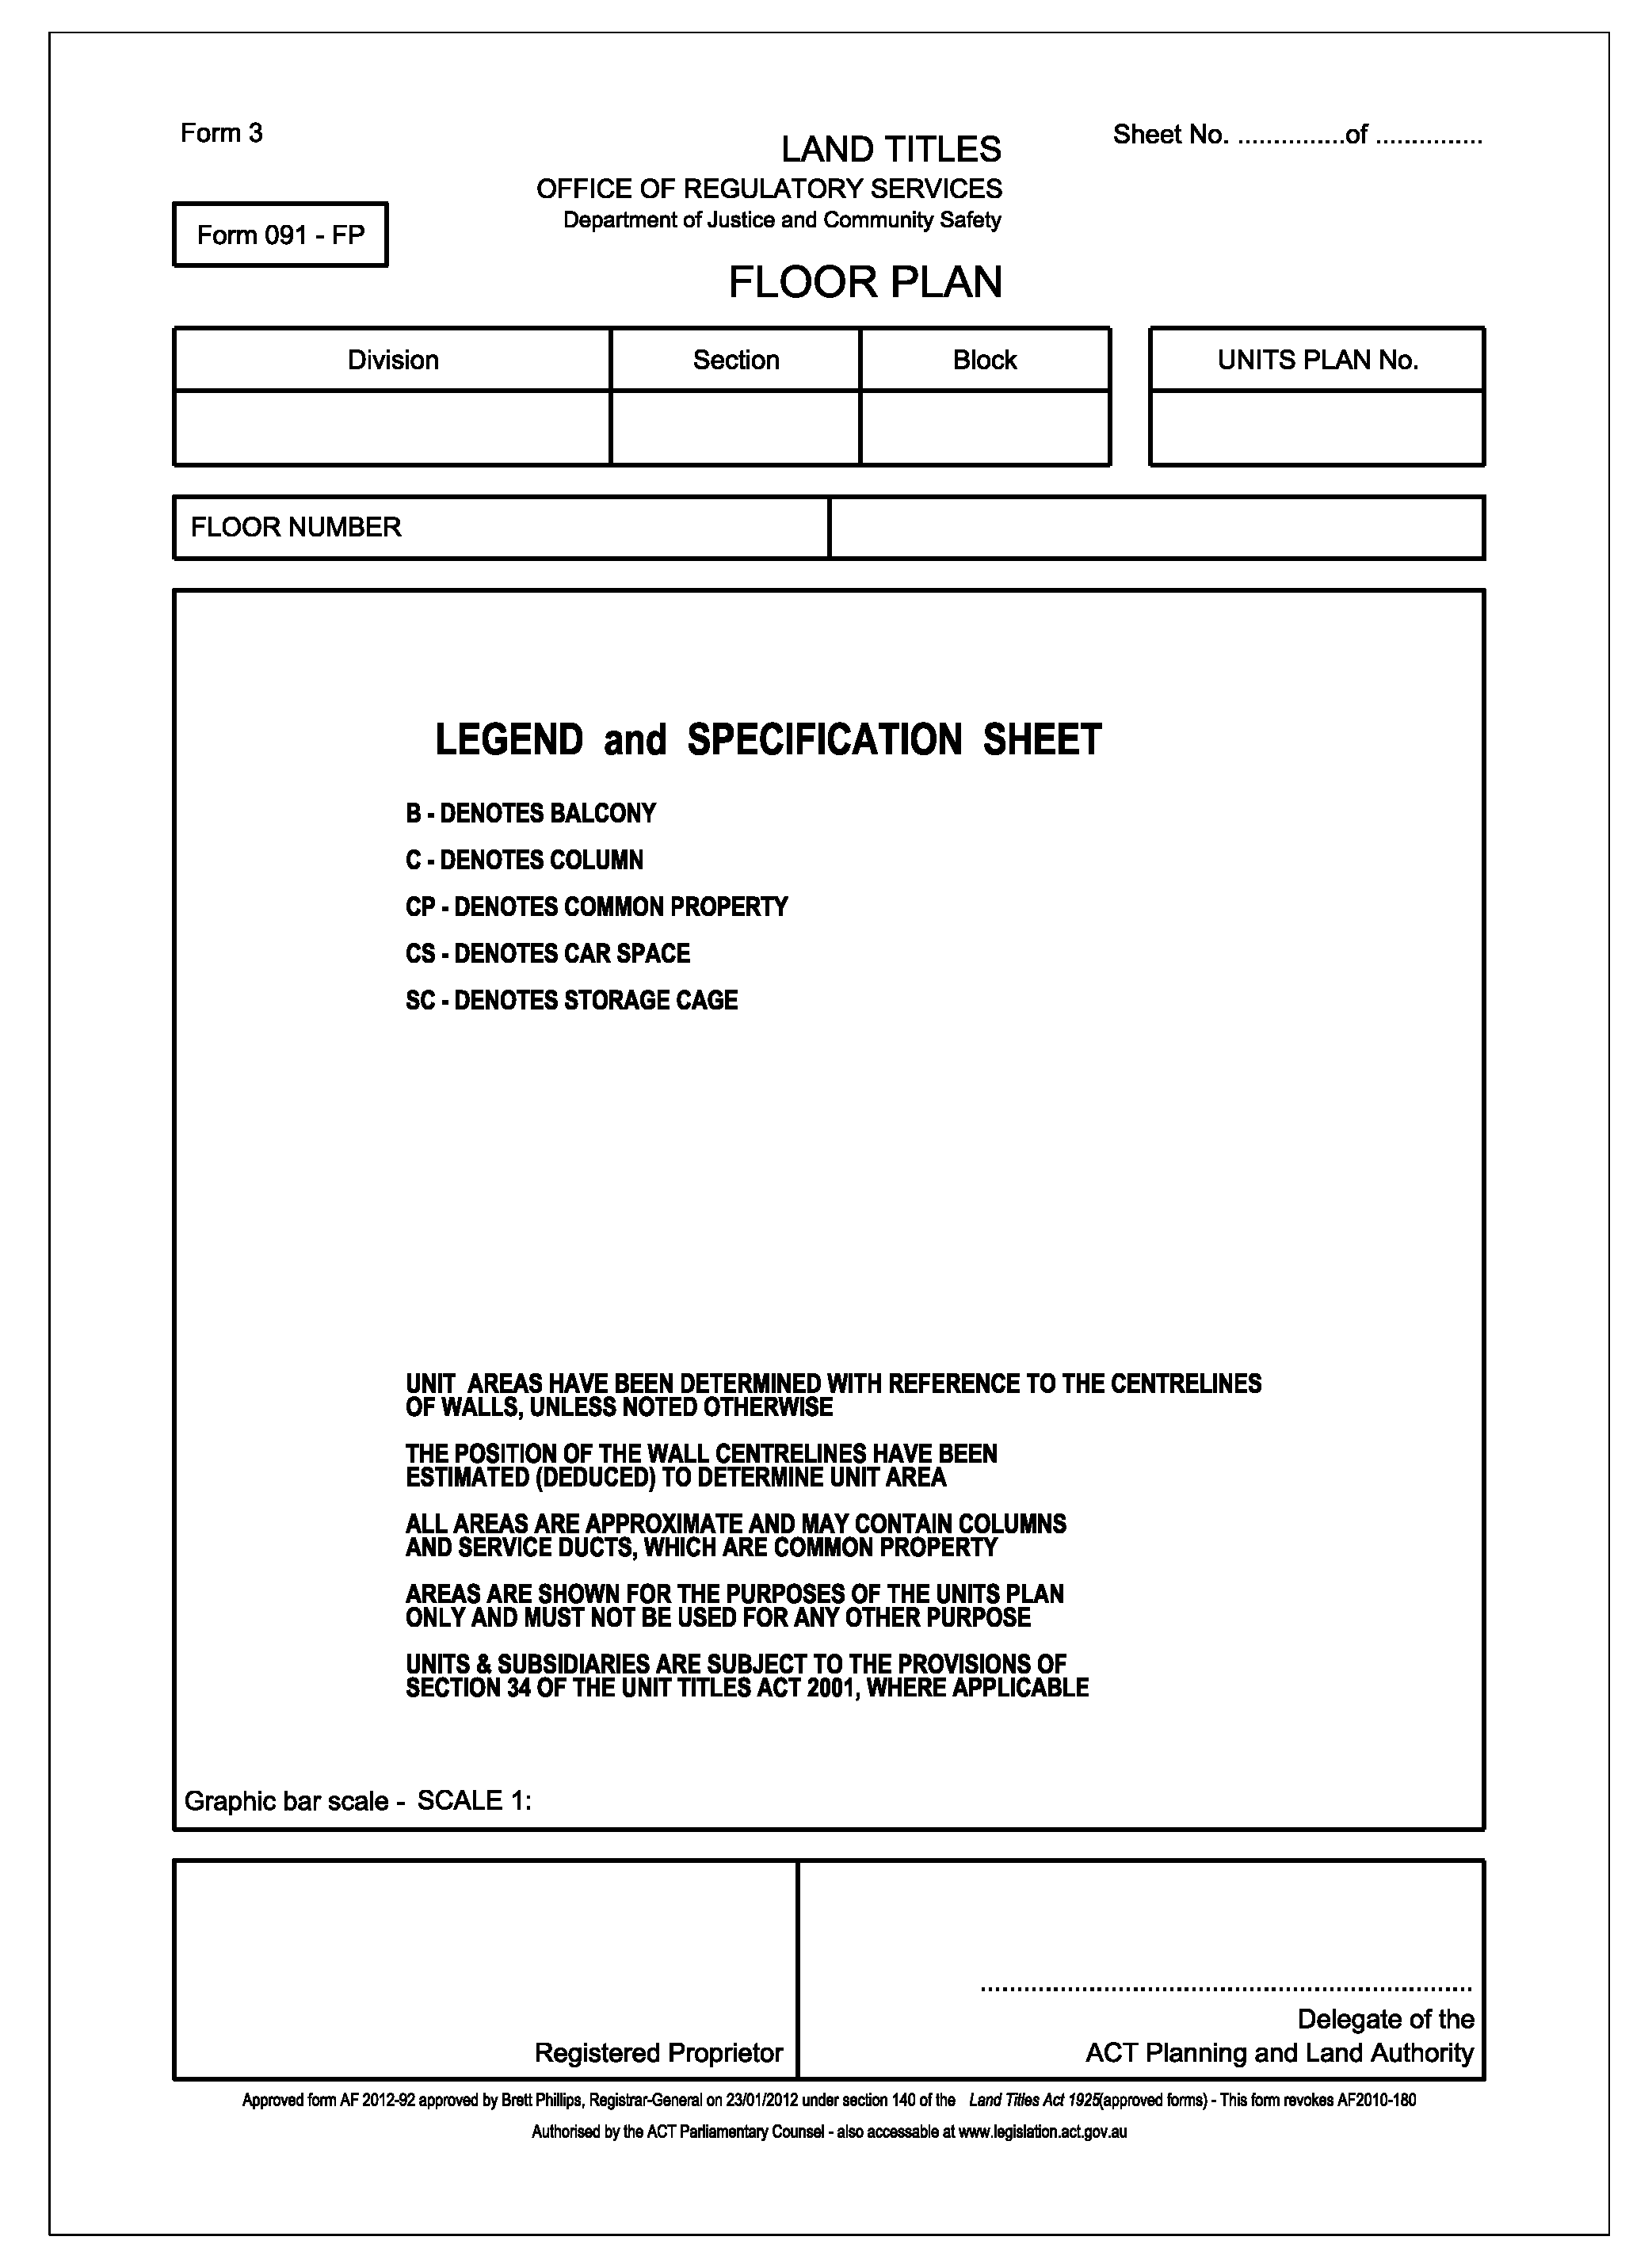 Form 3
LAND TITLES
Sheet No. ...............of ...............
OFFICE OF REGULATORY SERVICES
Department of Justice and Community Safety
Form 091 - FP
FLOOR PLAN
Division Section Block UNITS PLAN No.
FLOOR NUMBER
LEGEND and SPECIFICATION SHEET
B - DENOTES BALCONY
C - DENOTES COLUMN
CP - DENOTES COMMON PROPERTY
CS - DENOTES CAR SPACE
SC - DENOTES STORAGE CAGE
UNIT AREAS HAVE BEEN DETERMINED WITH REFERENCE TO THE CENTRELINES
OF WALLS, UNLESS NOTED OTHERWISE
THE POSITION OF THE WALL CENTRELINES HAVE BEEN
ESTIMATED (DEDUCED) TO DETERMINE UNIT AREA
ALL AREAS ARE APPROXIMATE AND MAY CONTAIN COLUMNS
AND SERVICE DUCTS, WHICH ARE COMMON PROPERTY
AREAS ARE SHOWN FOR THE PURPOSES OF THE UNITS PLAN
ONLY AND MUST NOT BE USED FOR ANY OTHER PURPOSE
UNITS & SUBSIDIARIES ARE SUBJECT TO THE PROVISIONS OF
SECTION 34 OF THE UNIT TITLES ACT 2001, WHERE APPLICABLE
Graphic bar scale - SCALE 1:
Registered Proprietor
Delegate of the
ACT Planning and Land Authority
Approved form AF 2012-92 approved by Brett Phillips, Registrar-General on 23/01/2012 under section 140 of the Land Titles Act 1925(approved forms) - This form revokes AF2010-180
Authorised by the ACT Parliamentary Counsel - also accessable at www.legislation.act.gov.au